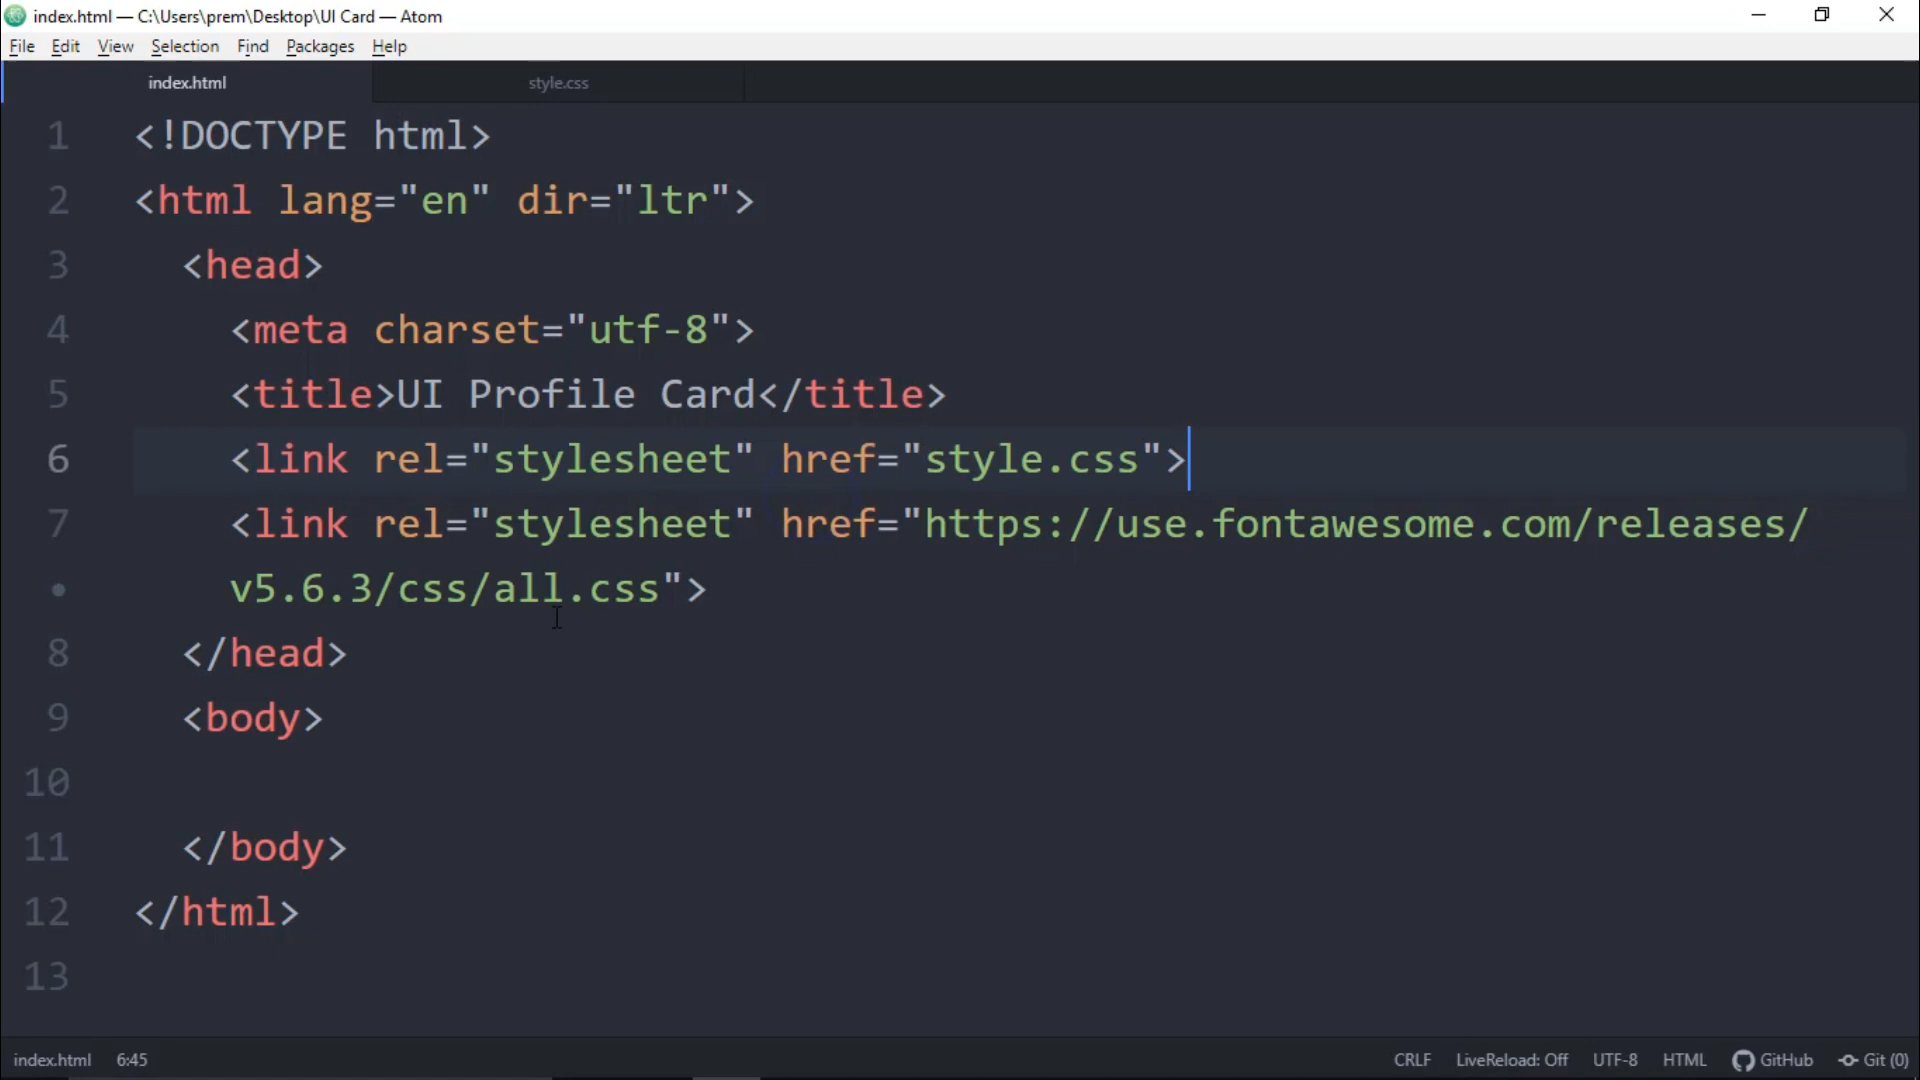 index.html — C:\Users\prem\Desktop\UI Card — Atom
File Edit View Selection Find Packages Help
index.html style.css
1 <!DOCTYPE html>
2 <html lang="en" dir="ltr">
3 <head>
4 <meta charset="utf-8">
5 <title>UI Profile Card</title>
6 <link rel="stylesheet" href="style.css">
7 <link rel="stylesheet" href="https://use.fontawesome.com/releases/
• v5.6.3/css/all.css">
8 </head>
9 <body>
10
11 </body>
12 </html>
13
index.html 6:45 CRLF LiveReload: Off UTF-8 HTML GitHub Git (0)